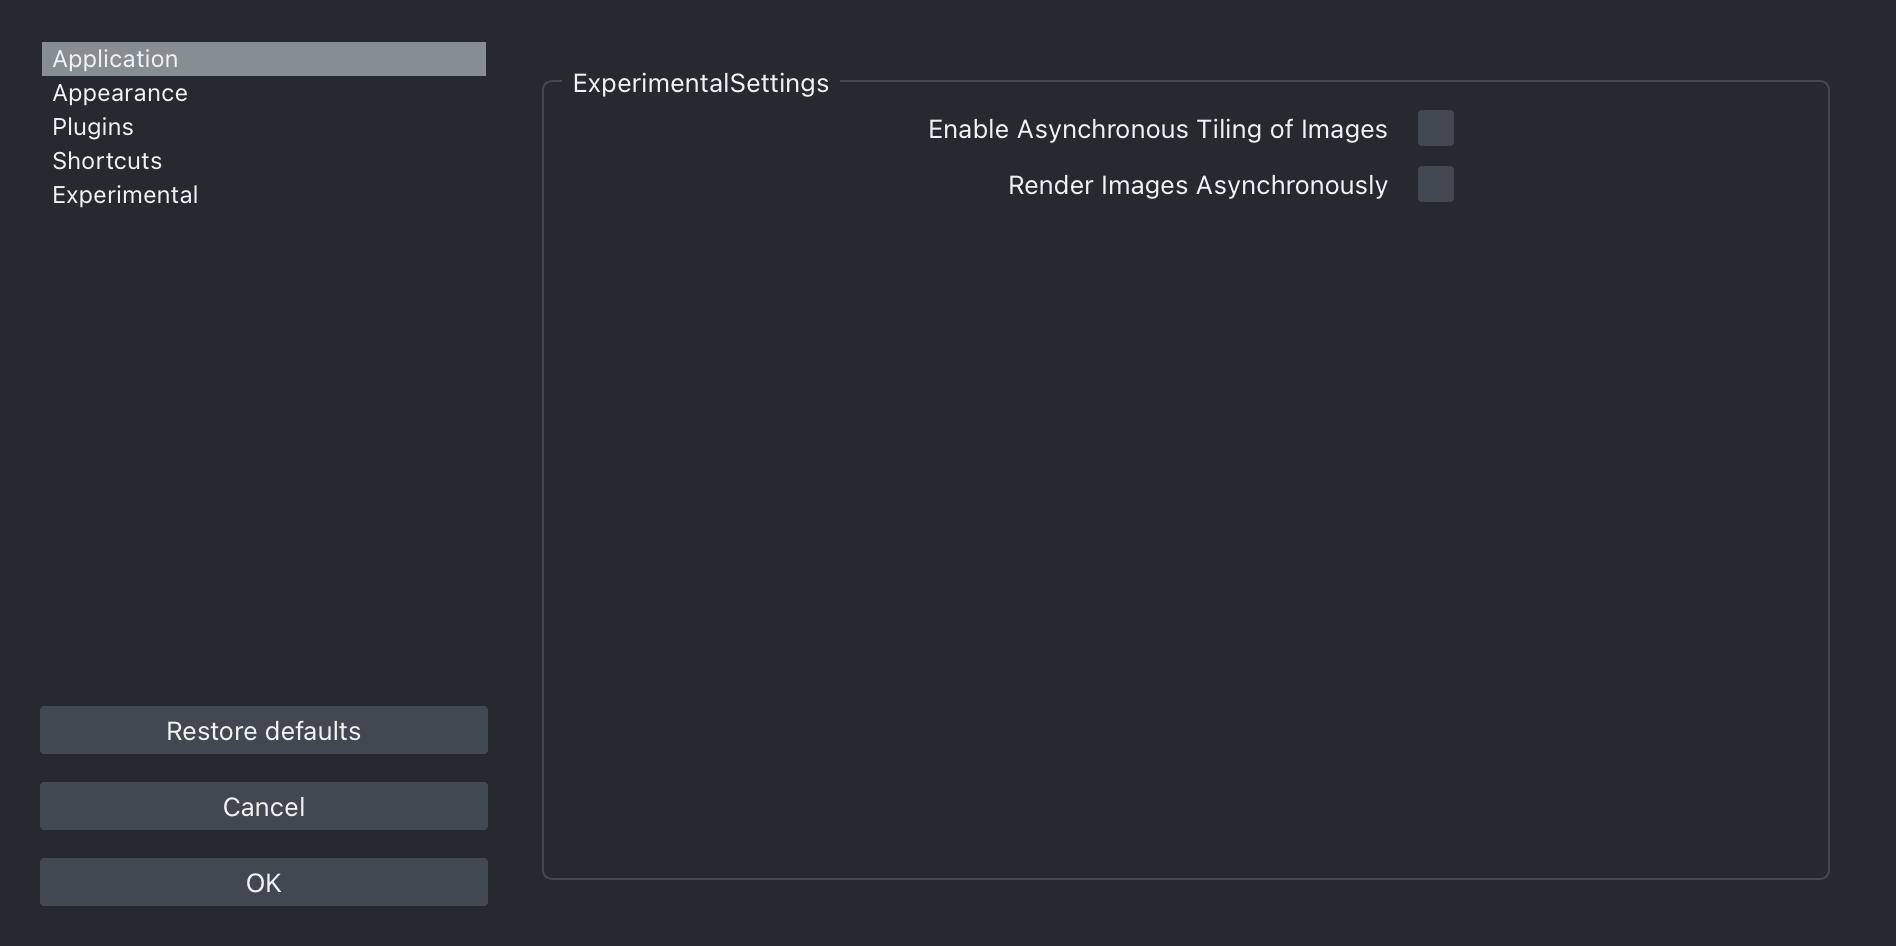 Application
Appearance
Plugins
Shortcuts
Experimental
ExperimentalSettings
Enable Asynchronous Tiling of Images
Render Images Asynchronously
Restore defaults
Cancel
OK